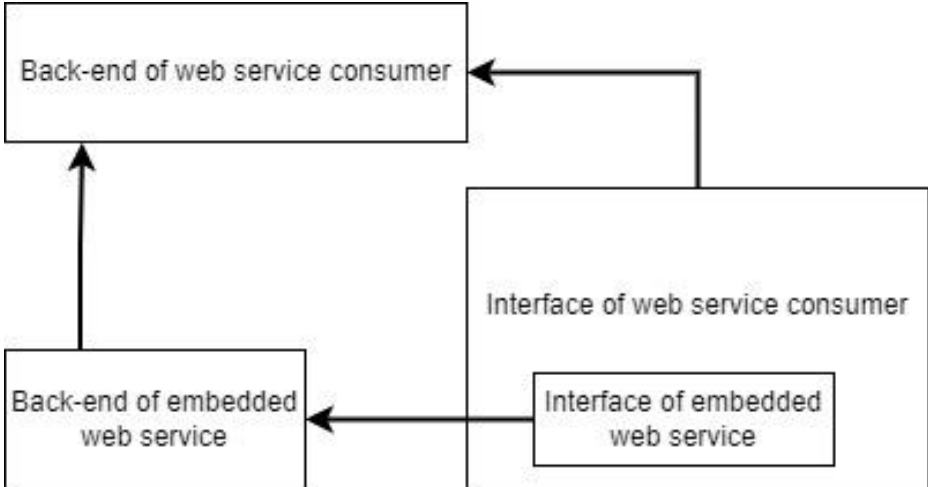 Back-end of web service consumer
Interface of web service consumer
Back-end of embedded
web service
Interface of embedded
web service